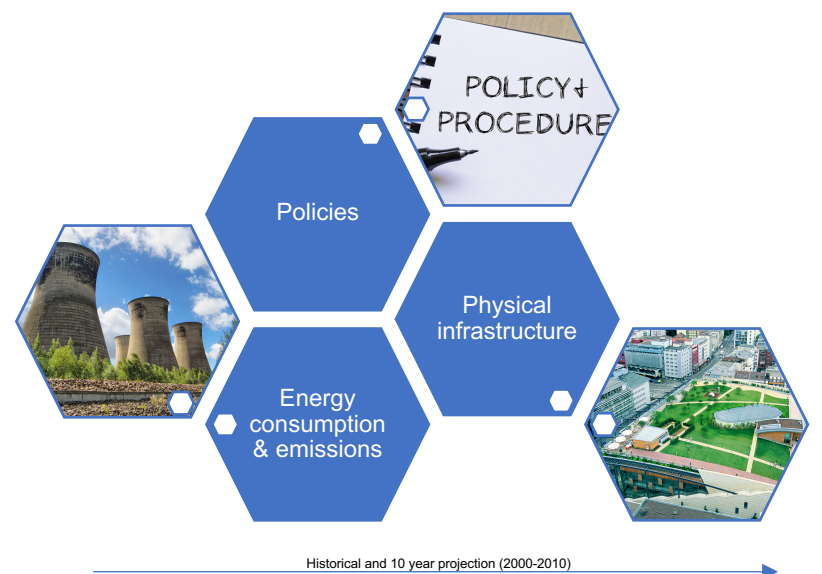 POLICY &
PROCEDURE
Policies
Physical
infrastructure
Energy
consumption
& emissions
Historical and 10 year projection (2000-2010)